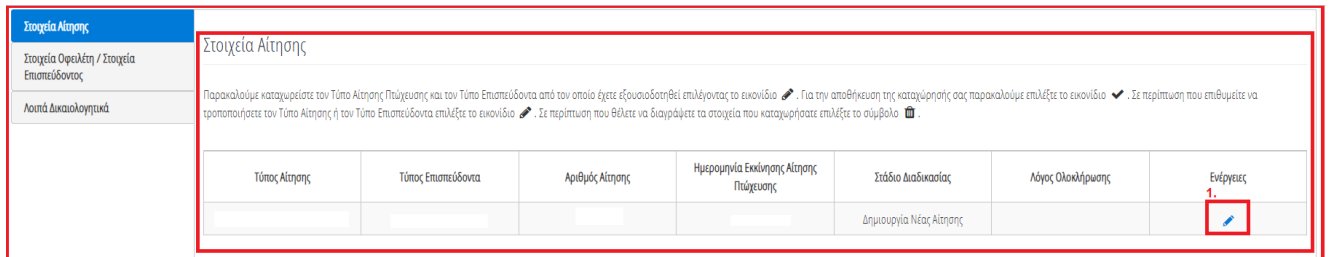 Στοιχεία Αίτησης
Στοιχεία Οφειλέτη / Στοιχεία
Επισπεύδοντος
Λοιπά Δικαιολογητικά
Στοιχεία Αίτησης
Παρακαλούμε καταχωρείστε τον Τύπο Αίτησης Πτώχευσης και τον Τύπο Επισπεύδοντα από τον οποίο έχετε εξουσιοδοτηθεί επιλέγοντας το εικονίδιο . Για την αποθήκευση της καταχώρησής σας παρακαλούμε επιλέξτε το εικονίδιο . Σε περίπτωση που επιθυμείτε να
τροποποιήσετε τον Τύπο Αίτησης ή τον Τύπο Επισπεύδοντα επιλέξτε το εικονίδιο . Σε περίπτωση που θέλετε να διαγράψετε τα στοιχεία που καταχωρήσατε επιλέξτε το σύμβολο .
Τύπος Αίτησης Τύπος Επισπεύδοντα Αριθμός Αίτησης Ημερομηνία Εκκίνησης Αίτησης Στάδιο Διαδικασίας Λόγος Ολοκλήρωσης Ενέργειες
Πτώχευσης
1.
Δημιουργία Νέας Αίτησης